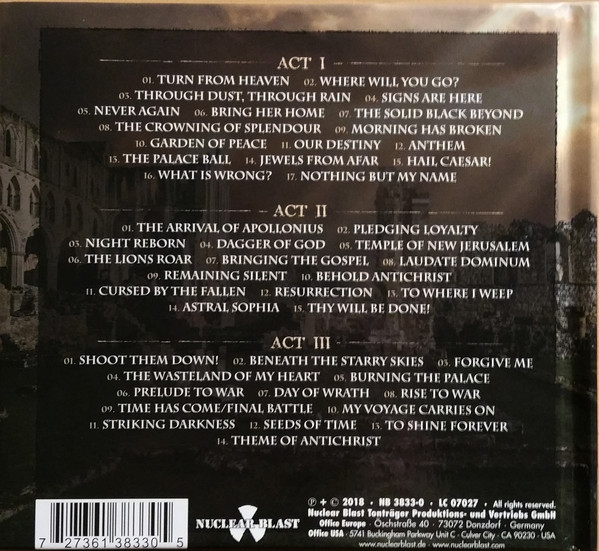 ACT I
01. TURN FROM HEAVEN 02. WHERE WILL YOU GO?
03. THROUGH DUST, THROUGH RAIN 04. SIGNS ARE HERE
05. NEVER AGAIN 06. BRING HER HOME 07. THE SOLID BLACK BEYOND
08. THE CROWNING OF SPLENDOUR 09. MORNING HAS BROKEN
10. GARDEN OF PEACE 11. OUR DESTINY 12. ANTHEM
13. THE PALACE BALL 14. JEWELS FROM AFAR 15. HAIL CAESAR!
16. WHAT IS WRONG? 17. NOTHING BUT MY NAME
ACT II
01. THE ARRIVAL OF APOLLONIUS 02. PLEDGING LOYALTY
03. NIGHT REBORN 04. DAGGER OF GOD 05. TEMPLE OF NEW JERUSALEM
06. THE LIONS ROAR 07. BRINGING THE GOSPEL 08. LAUDATE DOMINUM
09. REMAINING SILENT 10. BEHOLD ANTICHRIST
11. CURSED BY THE FALLEN 12. RESURRECTION 13. TO WHERE I WEEP
14. ASTRAL SOPHIA 15. THY WILL BE DONE!
ACT III
01. SHOOT THEM DOWN! 02. BENEATH THE STARRY SKIES 03. FORGIVE ME
04. THE WASTELAND OF MY HEART 05. BURNING THE PALACE
06. PRELUDE TO WAR 07. DAY OF WRATH 08. RISE TO WAR
09. TIME HAS COME/FINAL BATTLE 10. MY VOYAGE CARRIES ON
11. STRIKING DARKNESS 12. SEEDS OF TIME 13. TO SHINE FOREVER
14. THEME OF ANTICHRIST
7 27361 38330 5
NUCLEAR BLAST
℗ + © 2018 • NB 3833-0 • LC 07027 • All rights reserved.
Nuclear Blast Tonträger Produktions- und Vertriebs GmbH
Office Europe • Öschstraße 40 • 73072 Donzdorf • Germany
Office USA • 5741 Buckingham Parkway Unit C • Culver City • CA 90230 • USA
www.nuclearblast.de www.nuclearblast.com